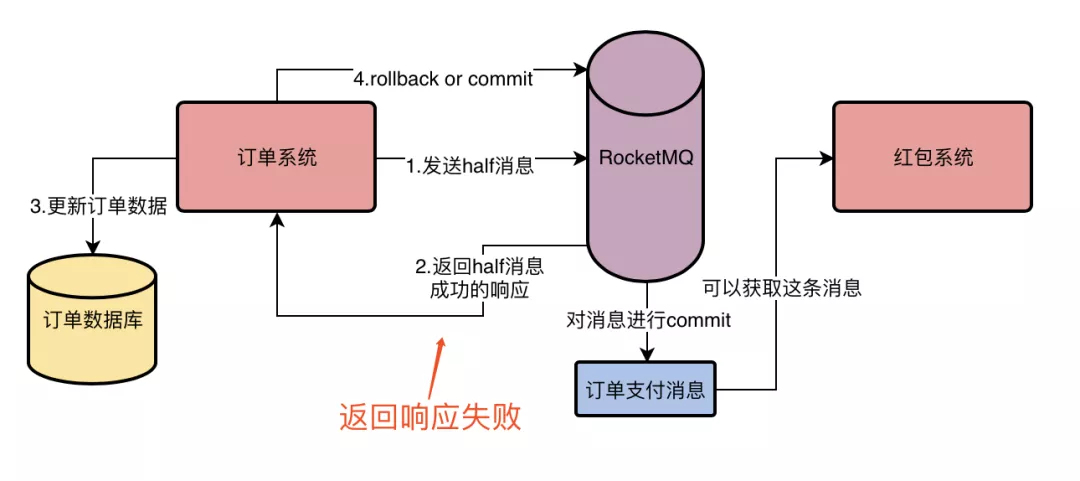 4.rollback or commit
订单系统
1.发送half消息
RocketMQ
红包系统
3.更新订单数据
2.返回half消息
成功的响应
可以获取这条消息
订单数据库
对消息进行commit
订单支付消息
返回响应失败